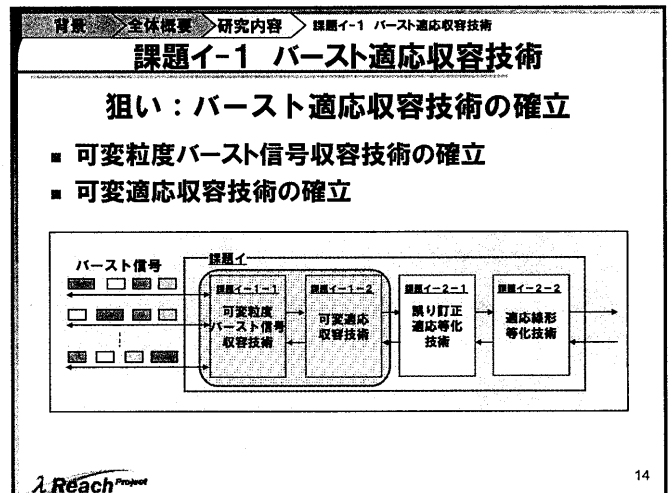 背景 全体概要 研究内容 課題イ-1 バースト適応収容技術
課題イ-1 バースト適応収容技術
狙い:バースト適応収容技術の確立
■ 可変粒度バースト信号収容技術の確立
■ 可変適応収容技術の確立
バースト信号
課題イ
課題イ-1-1
可変粒度
バースト信号
収容技術
課題イ-1-2
可変適応
収容技術
課題イ-2-1
誤り訂正
適応等化
技術
課題イ-2-2
適応線形
等化技術
λ Reach Project
14